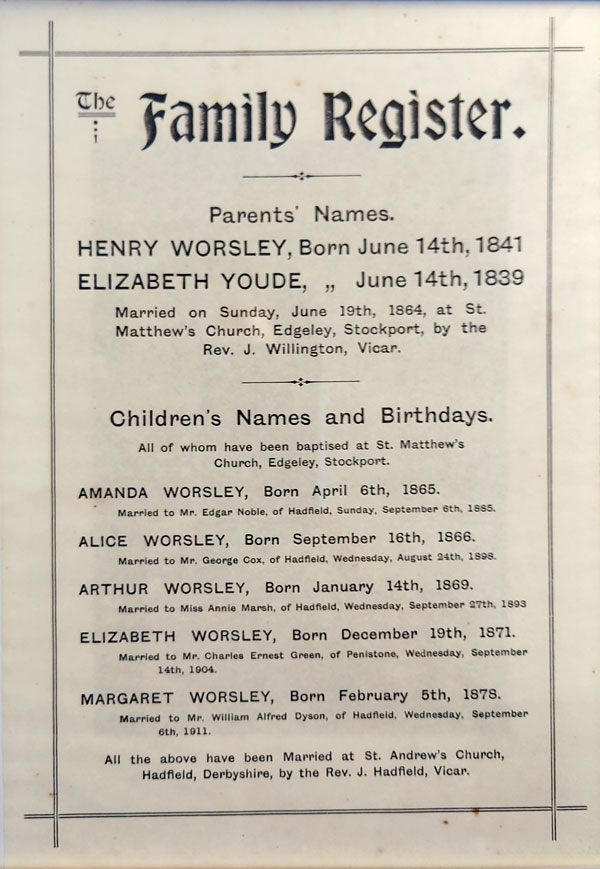 The Family Register.
Parents' Names.
HENRY WORSLEY, Born June 14th, 1841
ELIZABETH YOUDE, „ June 14th, 1839
Married on Sunday, June 19th, 1864, at St.
Matthew's Church, Edgeley, Stockport, by the
Rev. J. Willington, Vicar.
Children's Names and Birthdays.
All of whom have been baptised at St. Matthew's
Church, Edgeley, Stockport.
AMANDA WORSLEY, Born April 6th, 1865.
Married to Mr. Edgar Noble, of Hadfield, Sunday, September 6th, 1885.
ALICE WORSLEY, Born September 16th, 1866.
Married to Mr. George Cox, of Hadfield, Wednesday, August 24th, 1898.
ARTHUR WORSLEY, Born January 14th, 1869.
Married to Miss Annie Marsh, of Hadfield, Wednesday, September 27th, 1893
ELIZABETH WORSLEY, Born December 19th, 1871.
Married to Mr. Charles Ernest Green, of Penistone, Wednesday, September
14th, 1904.
MARGARET WORSLEY, Born February 5th, 1878.
Married to Mr. William Alfred Dyson, of Hadfield, Wednesday, September
6th, 1911.
All the above have been Married at St. Andrew's Church,
Hadfield, Derbyshire, by the Rev. J. Hadfield, Vicar.